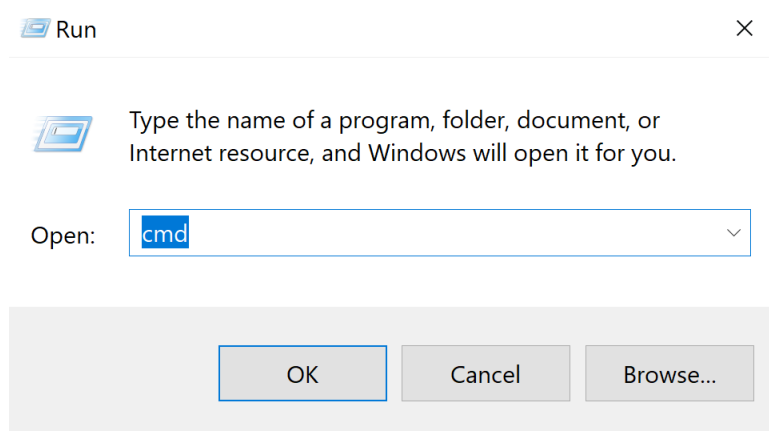 Run
Type the name of a program, folder, document, or
Internet resource, and Windows will open it for you.
Open: cmd
OK Cancel Browse...